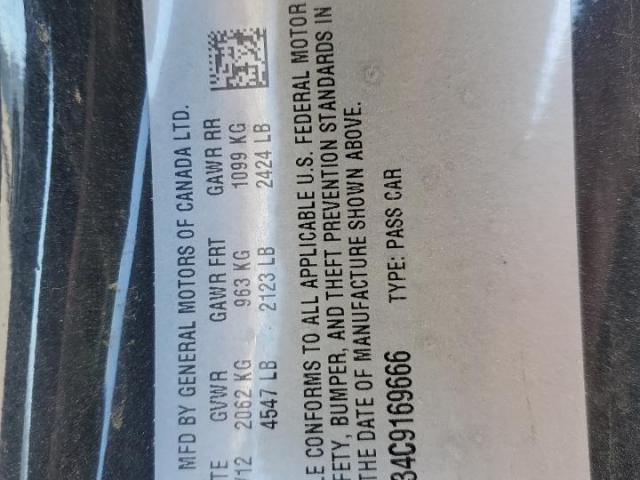 MFD BY GENERAL MOTORS OF CANADA LTD.
TE GVWR GAWR FRT GAWR RR
/12 2062 KG 963 KG 1099 KG
4547 LB 2123 LB 2424 LB
LE CONFORMS TO ALL APPLICABLE U.S. FEDERAL MOTOR
FETY, BUMPER, AND THEFT PREVENTION STANDARDS IN
THE DATE OF MANUFACTURE SHOWN ABOVE.
34C9169666 TYPE: PASS CAR